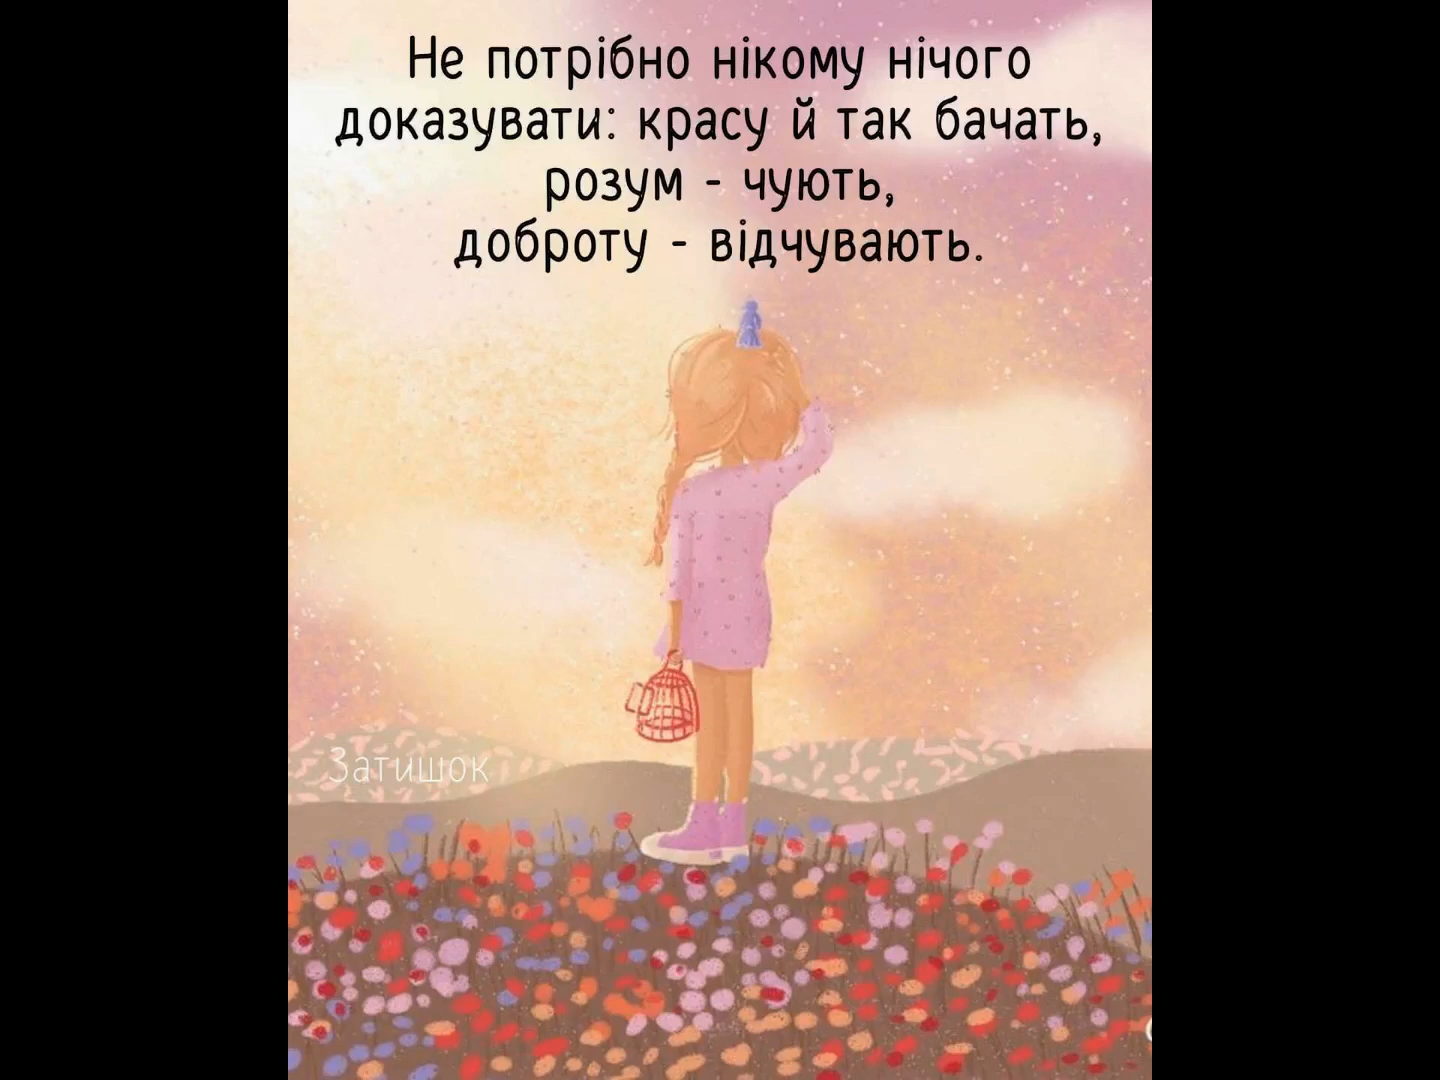 Не потрібно нікому нічого
доказувати: красу й так бачать,
розум - чують,
доброту - відчувають.
Затишок